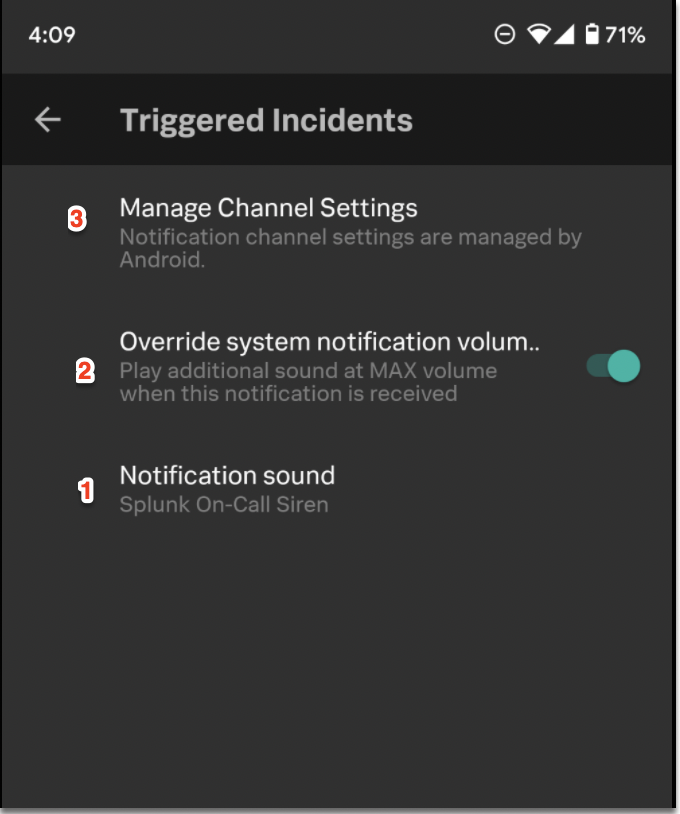 4:09 71%
Triggered Incidents
3
Manage Channel Settings
Notification channel settings are managed by
Android.
Override system notification volum..
2
Play additional sound at MAX volume
when this notification is received
1
Notification sound
Splunk On-Call Siren